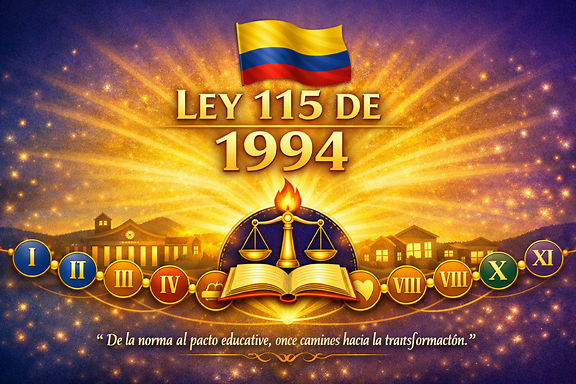 LEY 115 DE
1994
I II III IV VIII VIII X XI
“ De la norma al pacto educative, once camines hacia la tratsformactón.”